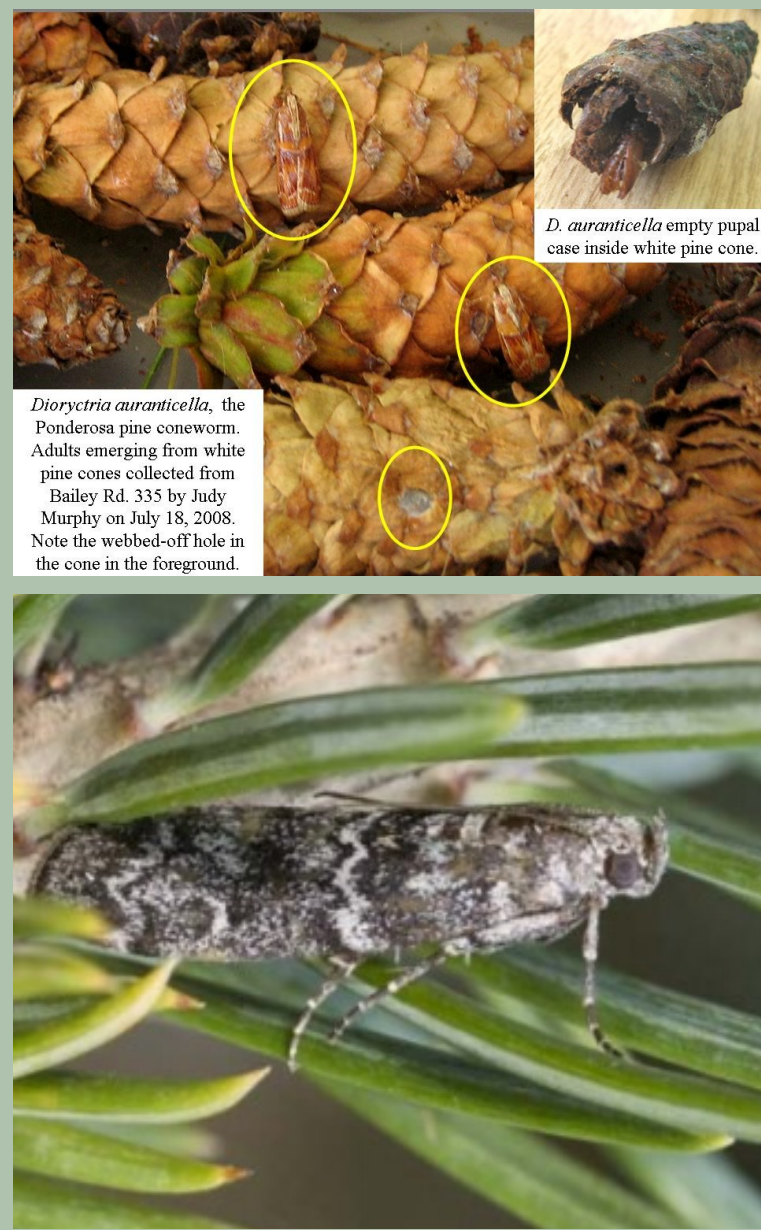 D. auranticella empty pupal
case inside white pine cone.
Dioryctria auranticella, the
Ponderosa pine coneworm.
Adults emerging from white
pine cones collected from
Bailey Rd. 335 by Judy
Murphy on July 18, 2008.
Note the webbed-off hole in
the cone in the foreground.